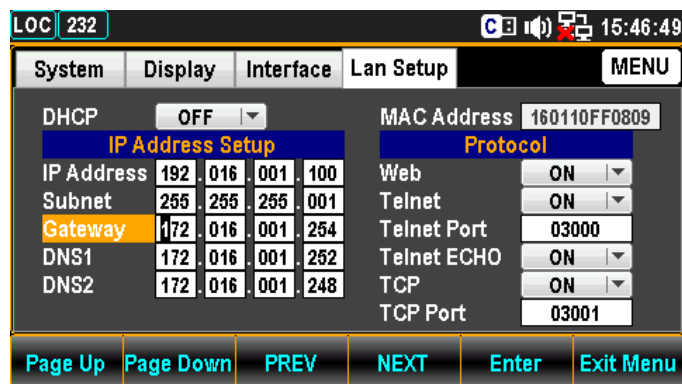 LOC 232 C 15:46:49
System Display Interface Lan Setup MENU
DHCP OFF MAC Address 160110FF0809
IP Address Setup Protocol
IP Address 192 . 016 . 001 . 100 Web ON
Subnet 255 . 255 . 255 . 001 Telnet ON
Gateway 172 . 016 . 001 . 254 Telnet Port 03000
DNS1 172 . 016 . 001 . 252 Telnet ECHO ON
DNS2 172 . 016 . 001 . 248 TCP ON
TCP Port 03001
Page Up Page Down PREV NEXT Enter Exit Menu